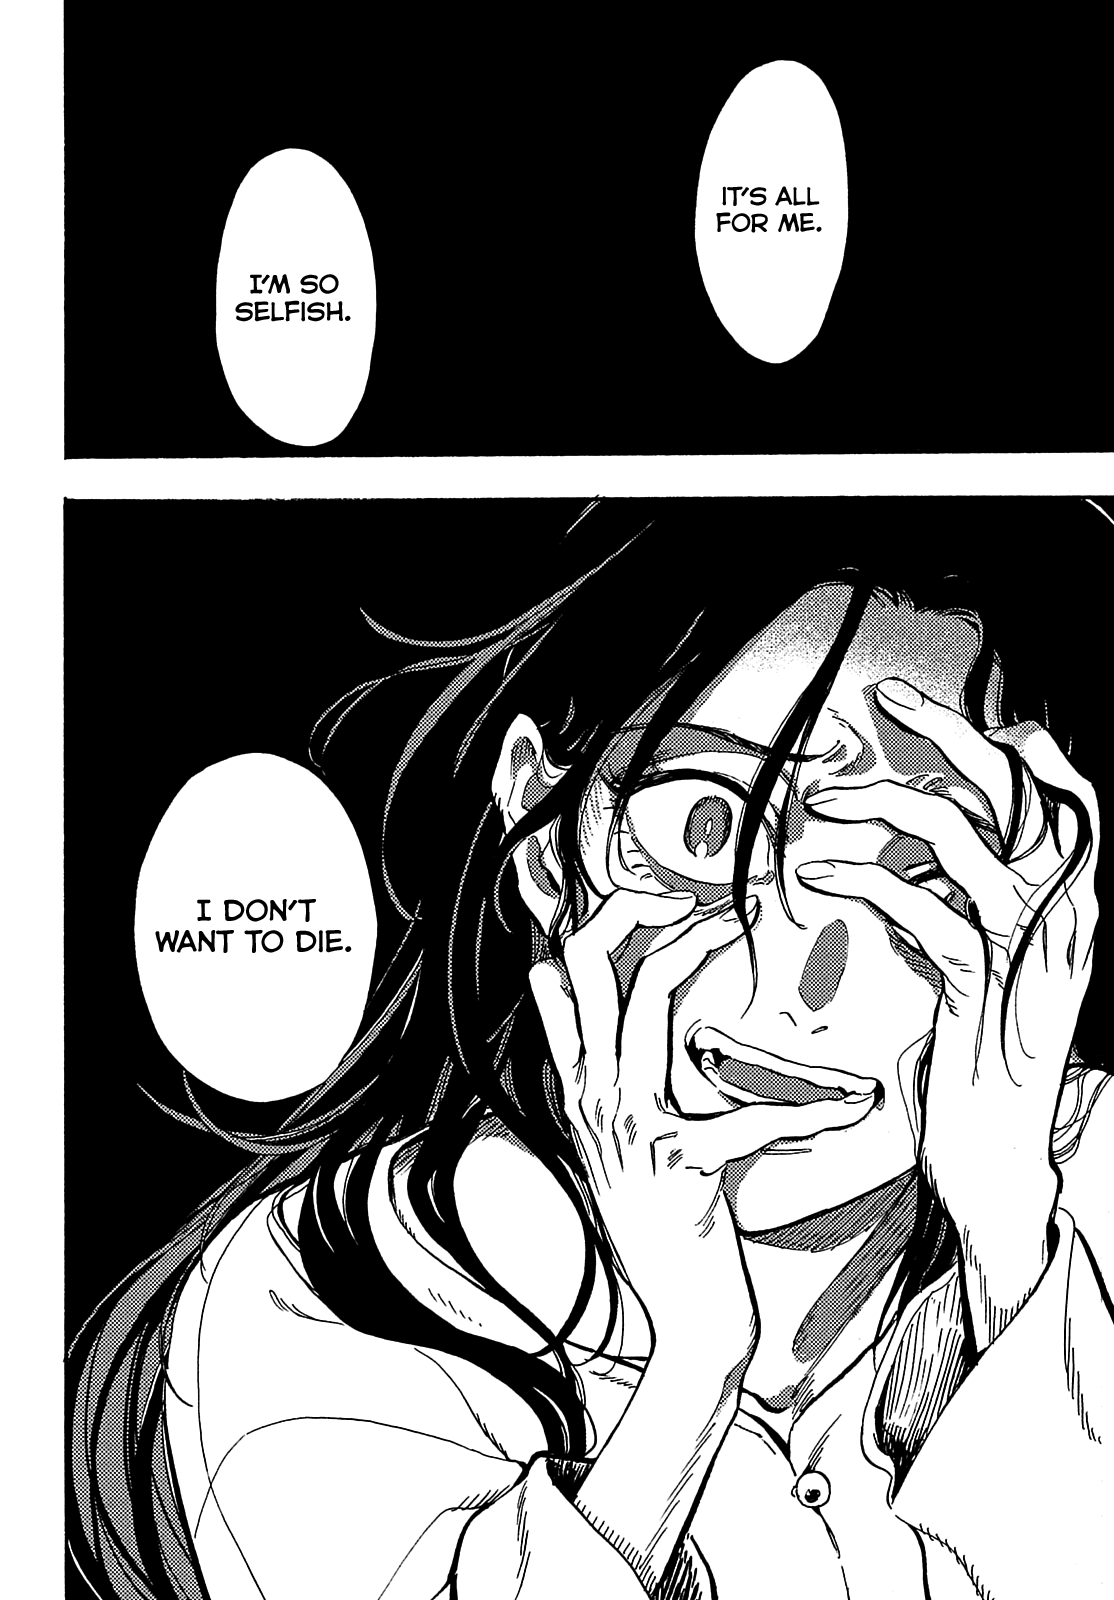 IT'S ALL
FOR ME.
I'M SO
SELFISH.
I DON'T
WANT TO DIE.